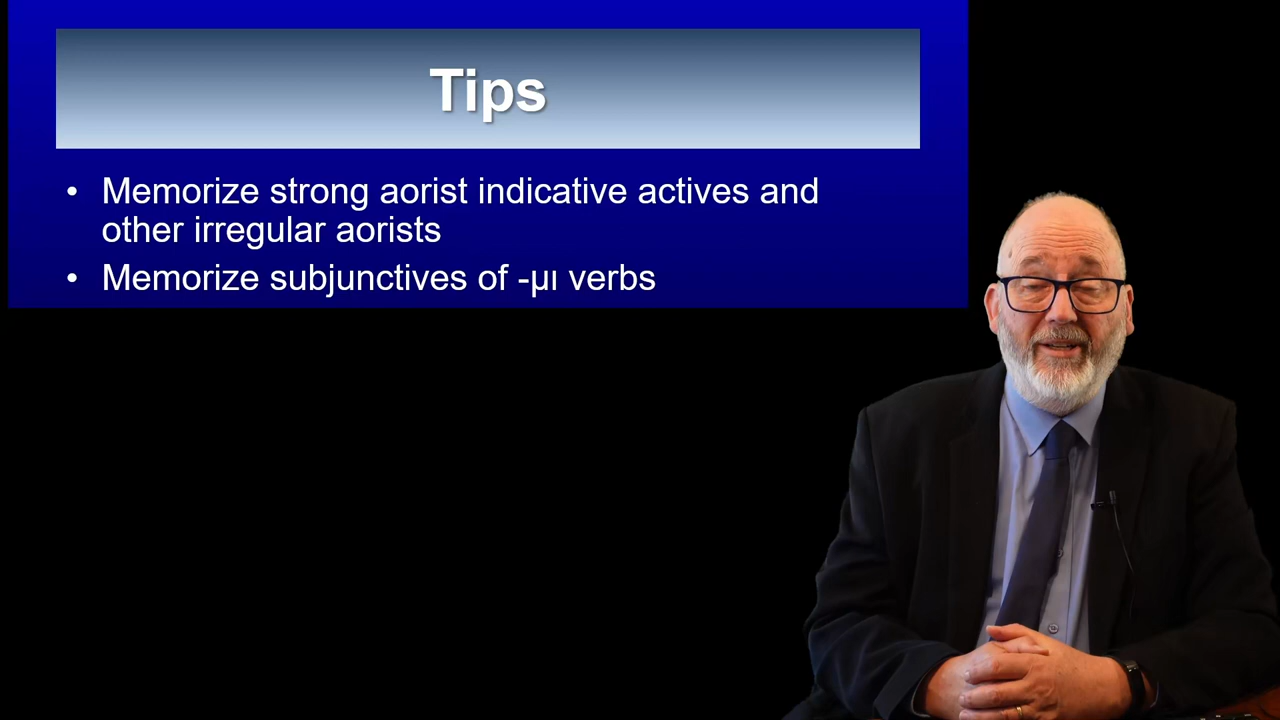 Tips
• Memorize strong aorist indicative actives and
other irregular aorists
• Memorize subjunctives of -μι verbs